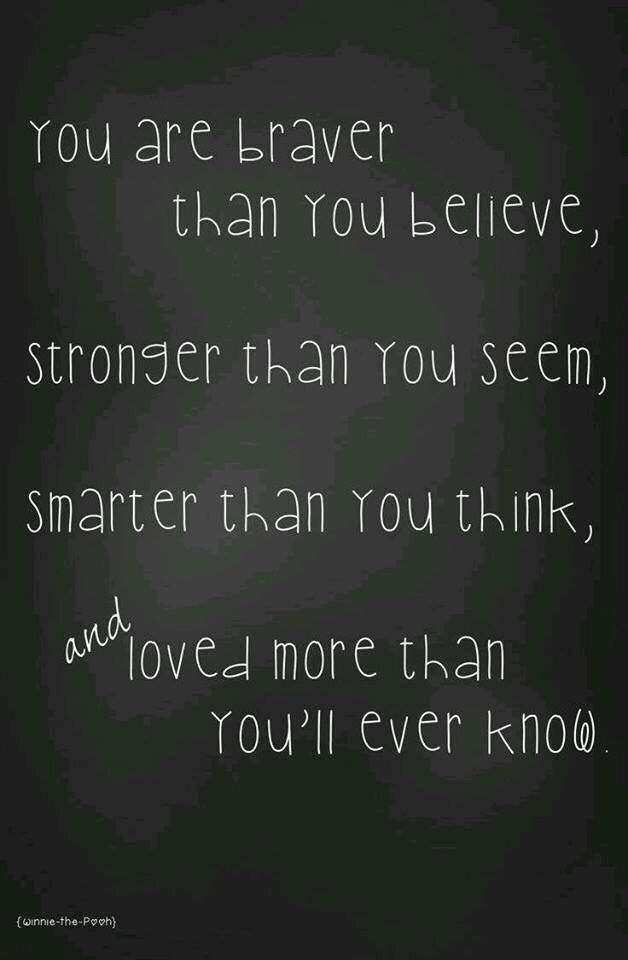 You are braver
than you believe,
stronger than you seem,
smarter than you think,
and loved more than
you'll ever know.
{Winnie-the-Pooh}